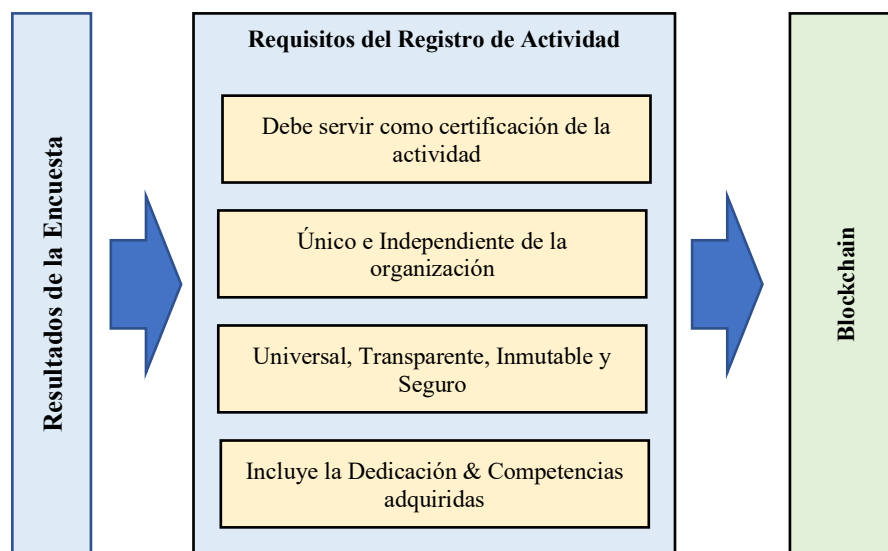 Resultados de la Encuesta
Requisitos del Registro de Actividad
Debe servir como certificación de la
actividad
Único e Independiente de la
organización
Universal, Transparente, Inmutable y
Seguro
Incluye la Dedicación & Competencias
adquiridas
Blockchain